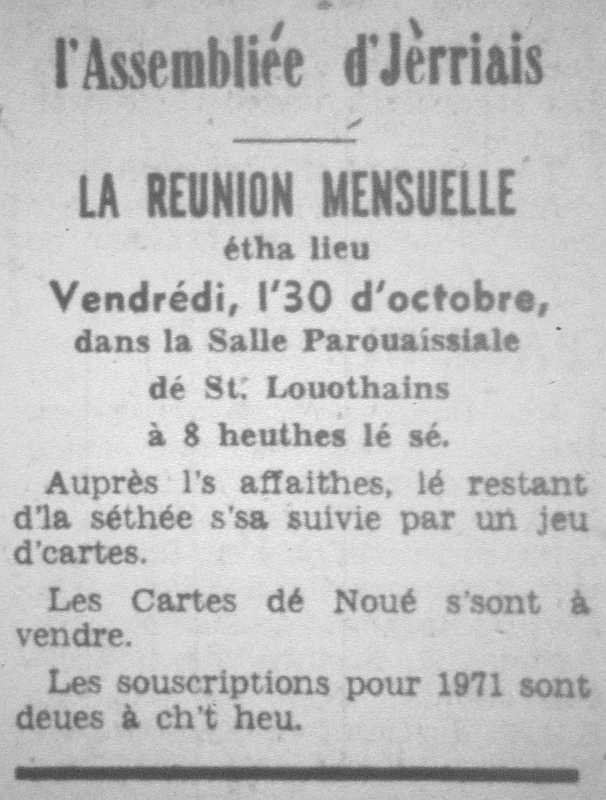 l'Assembliée d'Jèrriais
LA REUNION MENSUELLE
étha lieu
Vendrédi, l'30 d'octobre,
dans la Salle Parouaíssiale
dé St. Louothains
à 8 heuthes lé sé.
Auprès l's affaithes, lé restant
d'la séthée s'sa suivie par un jeu
d'cartes.
Les Cartes dé Noué s'sont à
vendre.
Les souscriptions pour 1971 sont
deues à ch't heu.